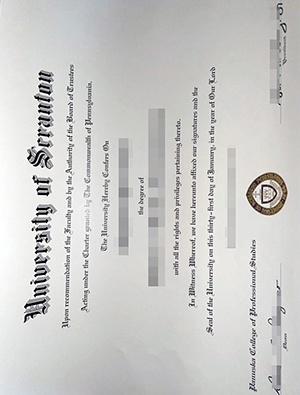 University of Scranton
Upon recommendation of the Faculty and by the Authority of the Board of Trustees
Acting under the Charter granted by The Commonwealth of Pennsylvania.
The University Hereby Confers On
the degree of
with all the rights and privileges pertaining thereto.
In Witness Whereof, we have hereunto affixed our signatures and the
Seal of the University on this thirty-first day of January, in the year of Our Lord
Panuska College of Professional Studies
Dean
President